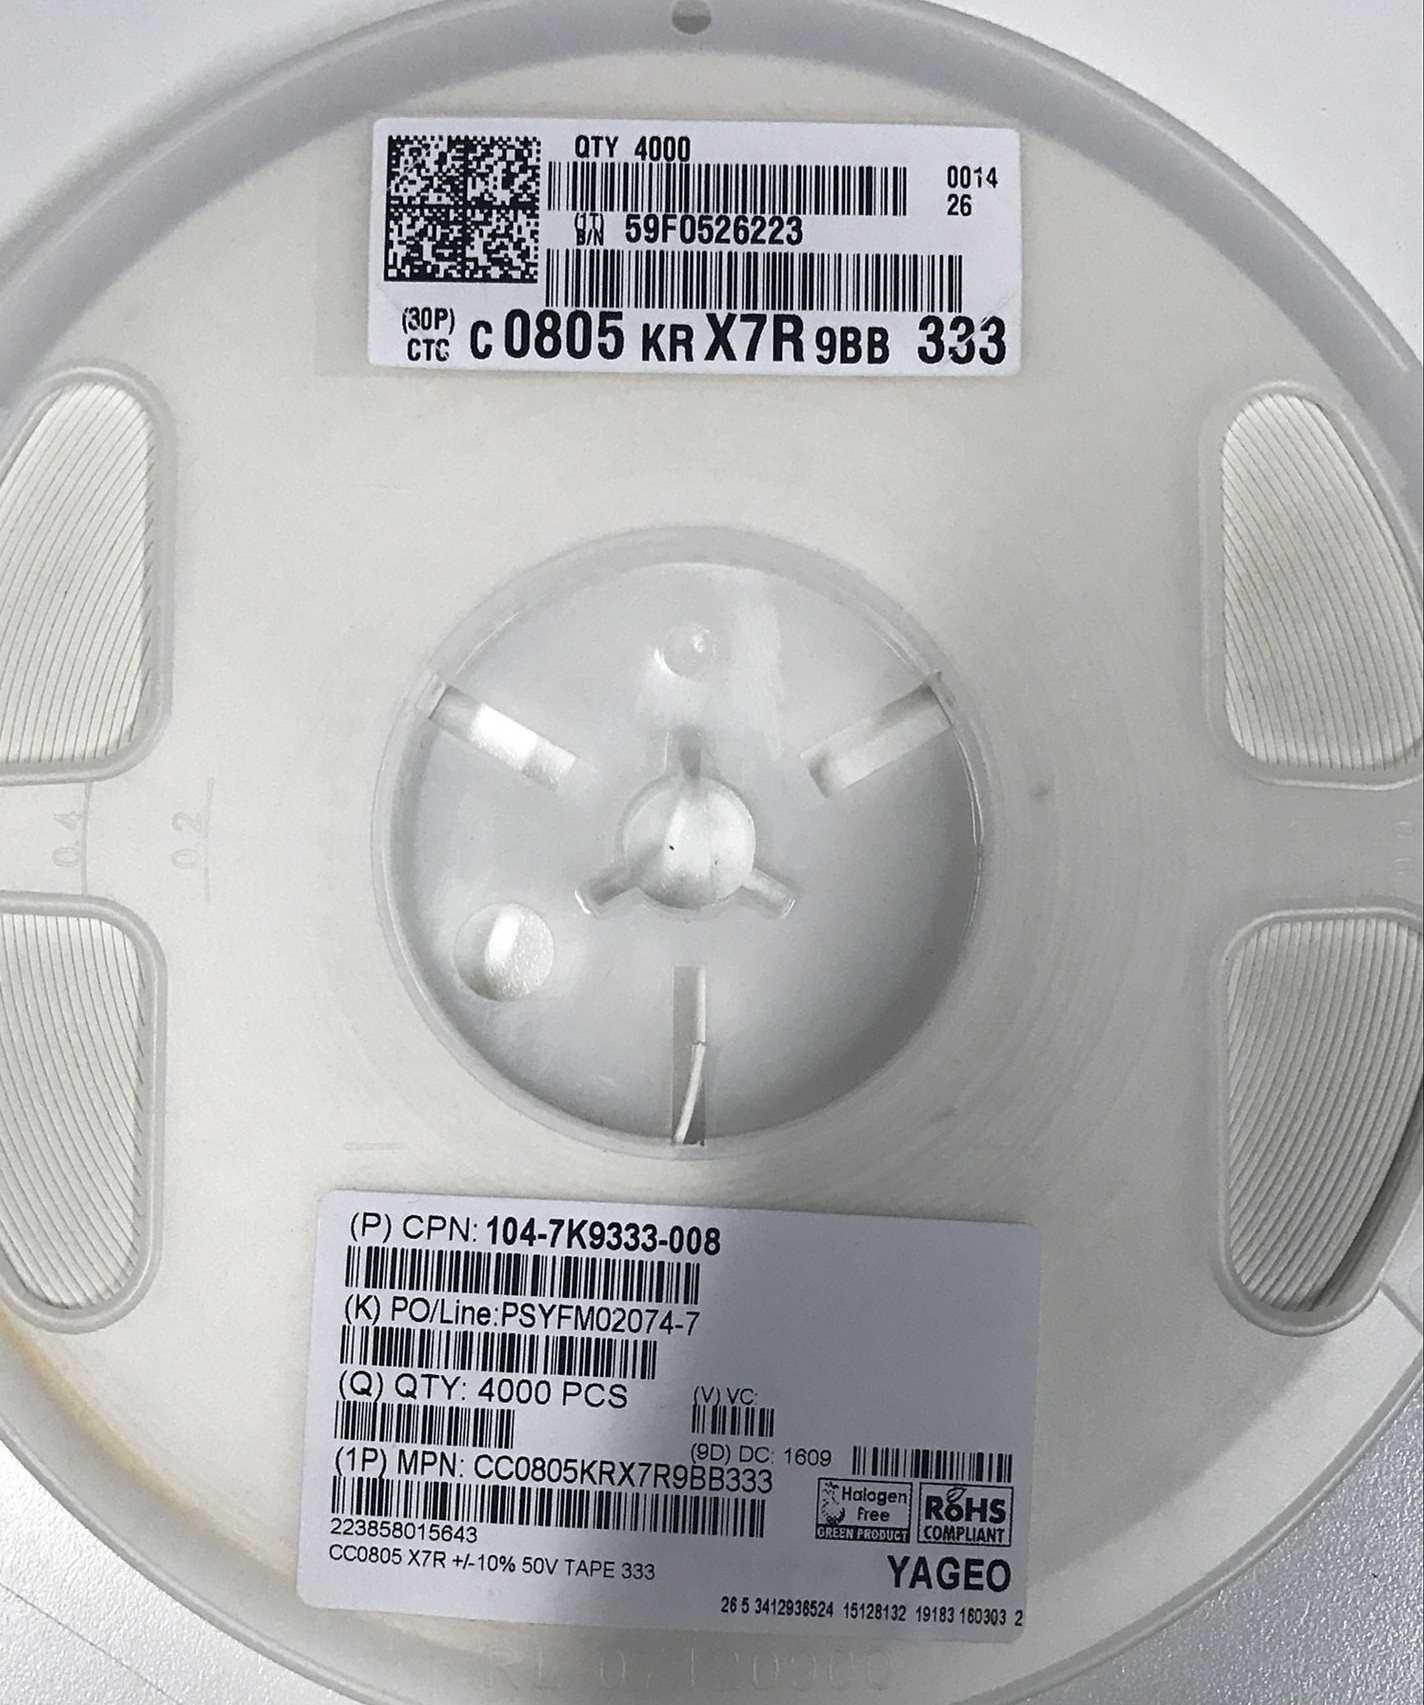 QTY 4000
0014
26
(1T)
B/N 59F0526223
(30P)
CTC C 0805 KR X7R 9BB 333
0.4
0.2
(P) CPN: 104-7K9333-008
(K) PO/Line:PSYFM02074-7
(Q) QTY: 4000 PCS
(V) VC:
(9D) DC: 1609
(1P) MPN: CC0805KRX7R9BB333
Halogen
Free
GREEN PRODUCT
RoHS
COMPLIANT
223858015643
CC0805 X7R +/-10% 50V TAPE 333
YAGEO
26 5 3412936524 15128132 19183 160303 2